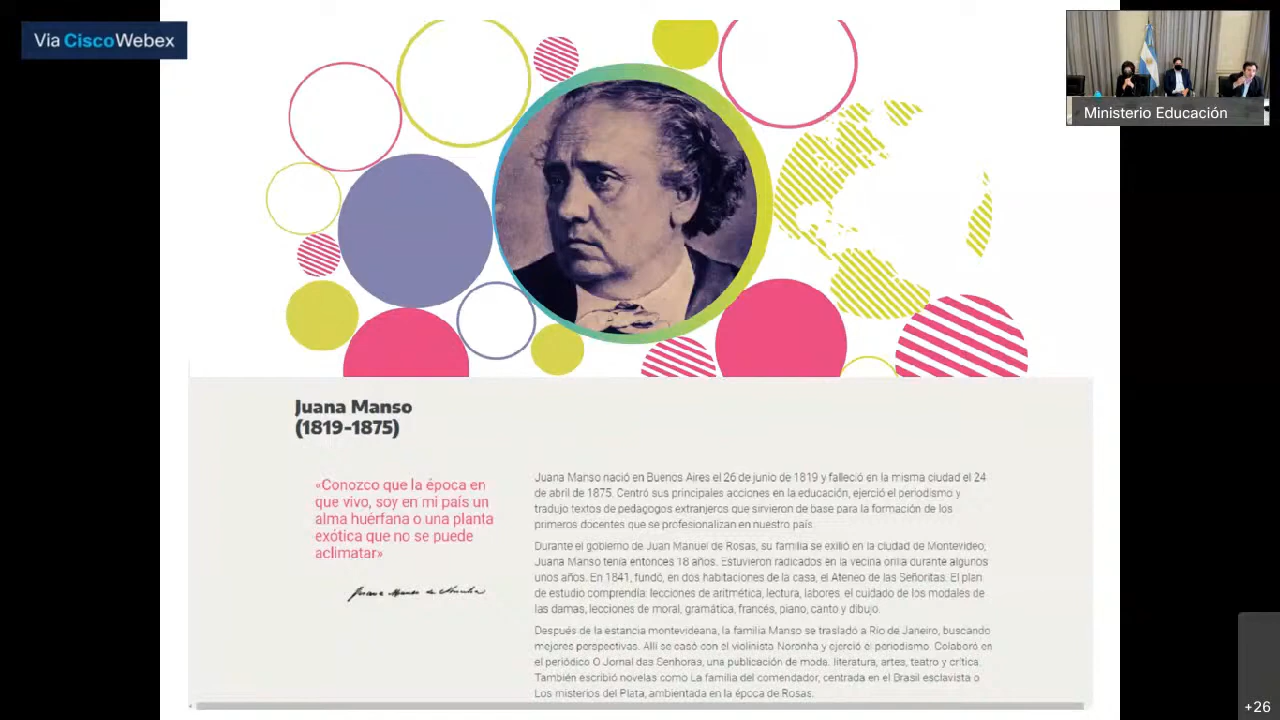 Vía Cisco Webex
Ministerio Educación
Juana Manso
(1819-1875)
«Conozco que la época en
que vivo, soy en mi país un
alma huérfana o una planta
exótica que no se puede
aclimatar»
Juana Manso nació en Buenos Aires el 26 de junio de 1819 y falleció en la misma ciudad el 24
de abril de 1875. Centró sus principales acciones en la educación, ejerció el periodismo y
tradujo textos de pedagogos extranjeros que sirvieron de base para la formación de los
primeros docentes que se profesionalizan en nuestro país.
Durante el gobierno de Juan Manuel de Rosas, su familia se exilió en la ciudad de Montevideo;
Juana Manso tenía entonces 18 años. Estuvieron radicados en la vecina orilla durante algunos
unos años. En 1841, fundó, en dos habitaciones de la casa, el Ateneo de las Señoritas. El plan
de estudio comprendía: lecciones de aritmética, lectura, labores, el cuidado de los modales de
las damas, lecciones de moral, gramática, francés, piano, canto y dibujo.
Después de la estancia montevideana, la familia Manso se trasladó a Río de Janeiro, buscando
mejores perspectivas. Allí se casó con el violinista Noronha y ejerció el periodismo. Colaboró en
el periódico O Jornal das Senhoras, una publicación de moda, literatura, artes, teatro y crítica.
También escribió novelas como La familia del comendador, centrada en el Brasil esclavista o
Los misterios del Plata, ambientada en la época de Rosas.
+26